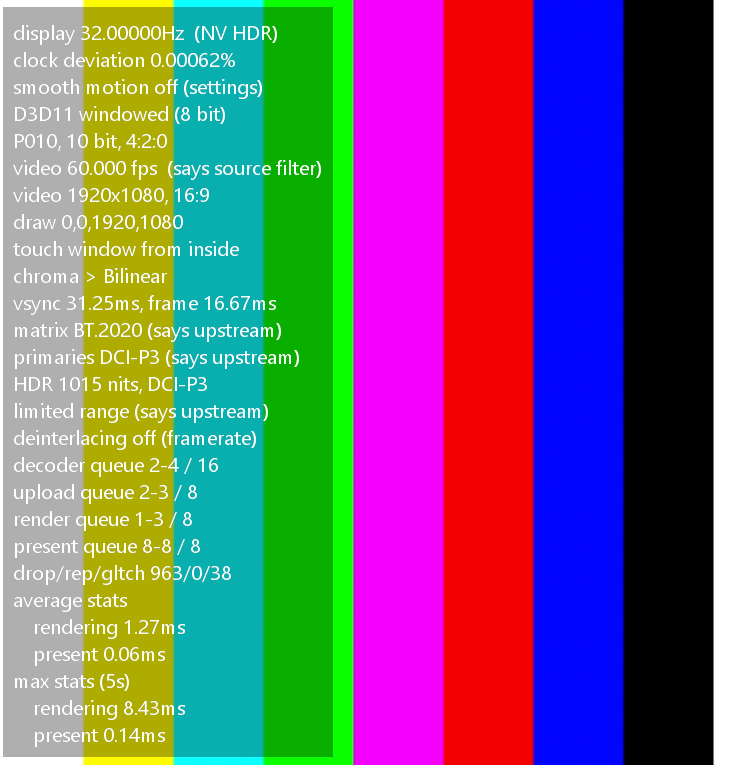 display 32.00000Hz  (NV HDR)
clock deviation 0.00062%
smooth motion off (settings)
D3D11 windowed (8 bit)
P010, 10 bit, 4:2:0
video 60.000 fps  (says source filter)
video 1920x1080, 16:9
draw 0,0,1920,1080
touch window from inside
chroma > Bilinear
vsync 31.25ms, frame 16.67ms
matrix BT.2020 (says upstream)
primaries DCI-P3 (says upstream)
HDR 1015 nits, DCI-P3
limited range (says upstream)
deinterlacing off (framerate)
decoder queue 2-4 / 16
upload queue 2-3 / 8
render queue 1-3 / 8
present queue 8-8 / 8
drop/rep/gltch 963/0/38
average stats
rendering 1.27ms
present 0.06ms
max stats (5s)
rendering 8.43ms
present 0.14ms